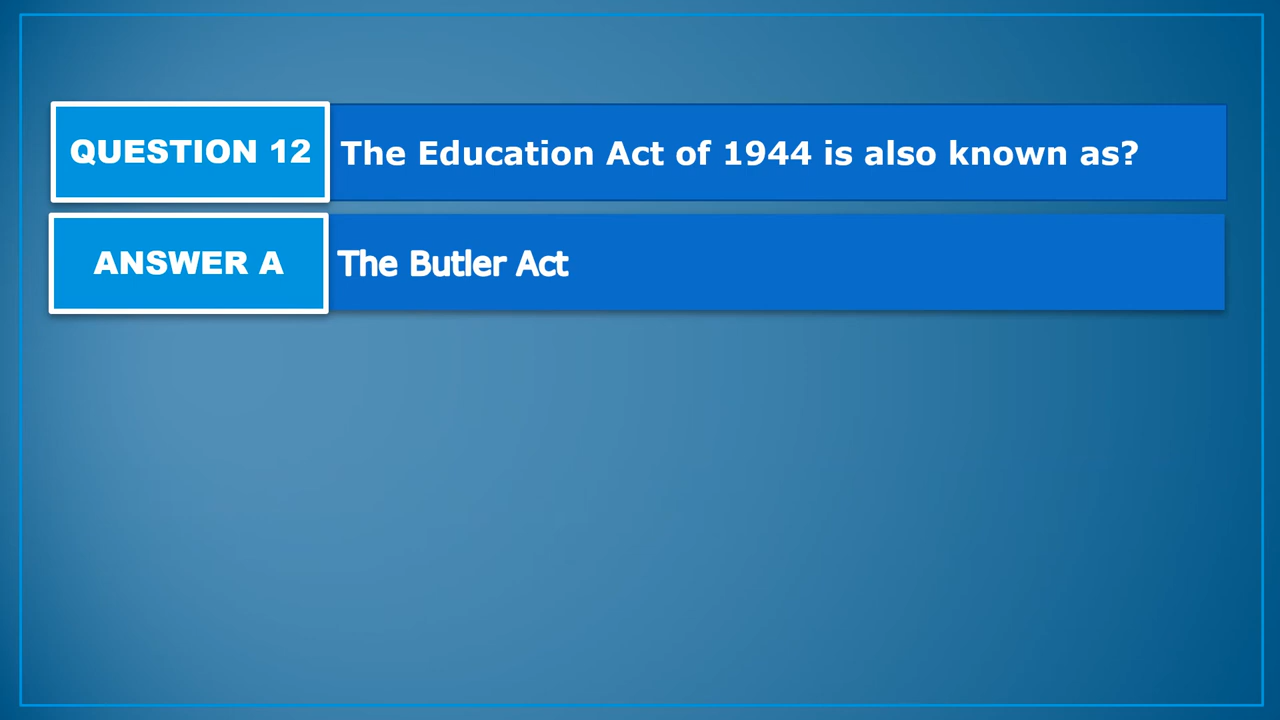 QUESTION 12 The Education Act of 1944 is also known as?
ANSWER A The Butler Act